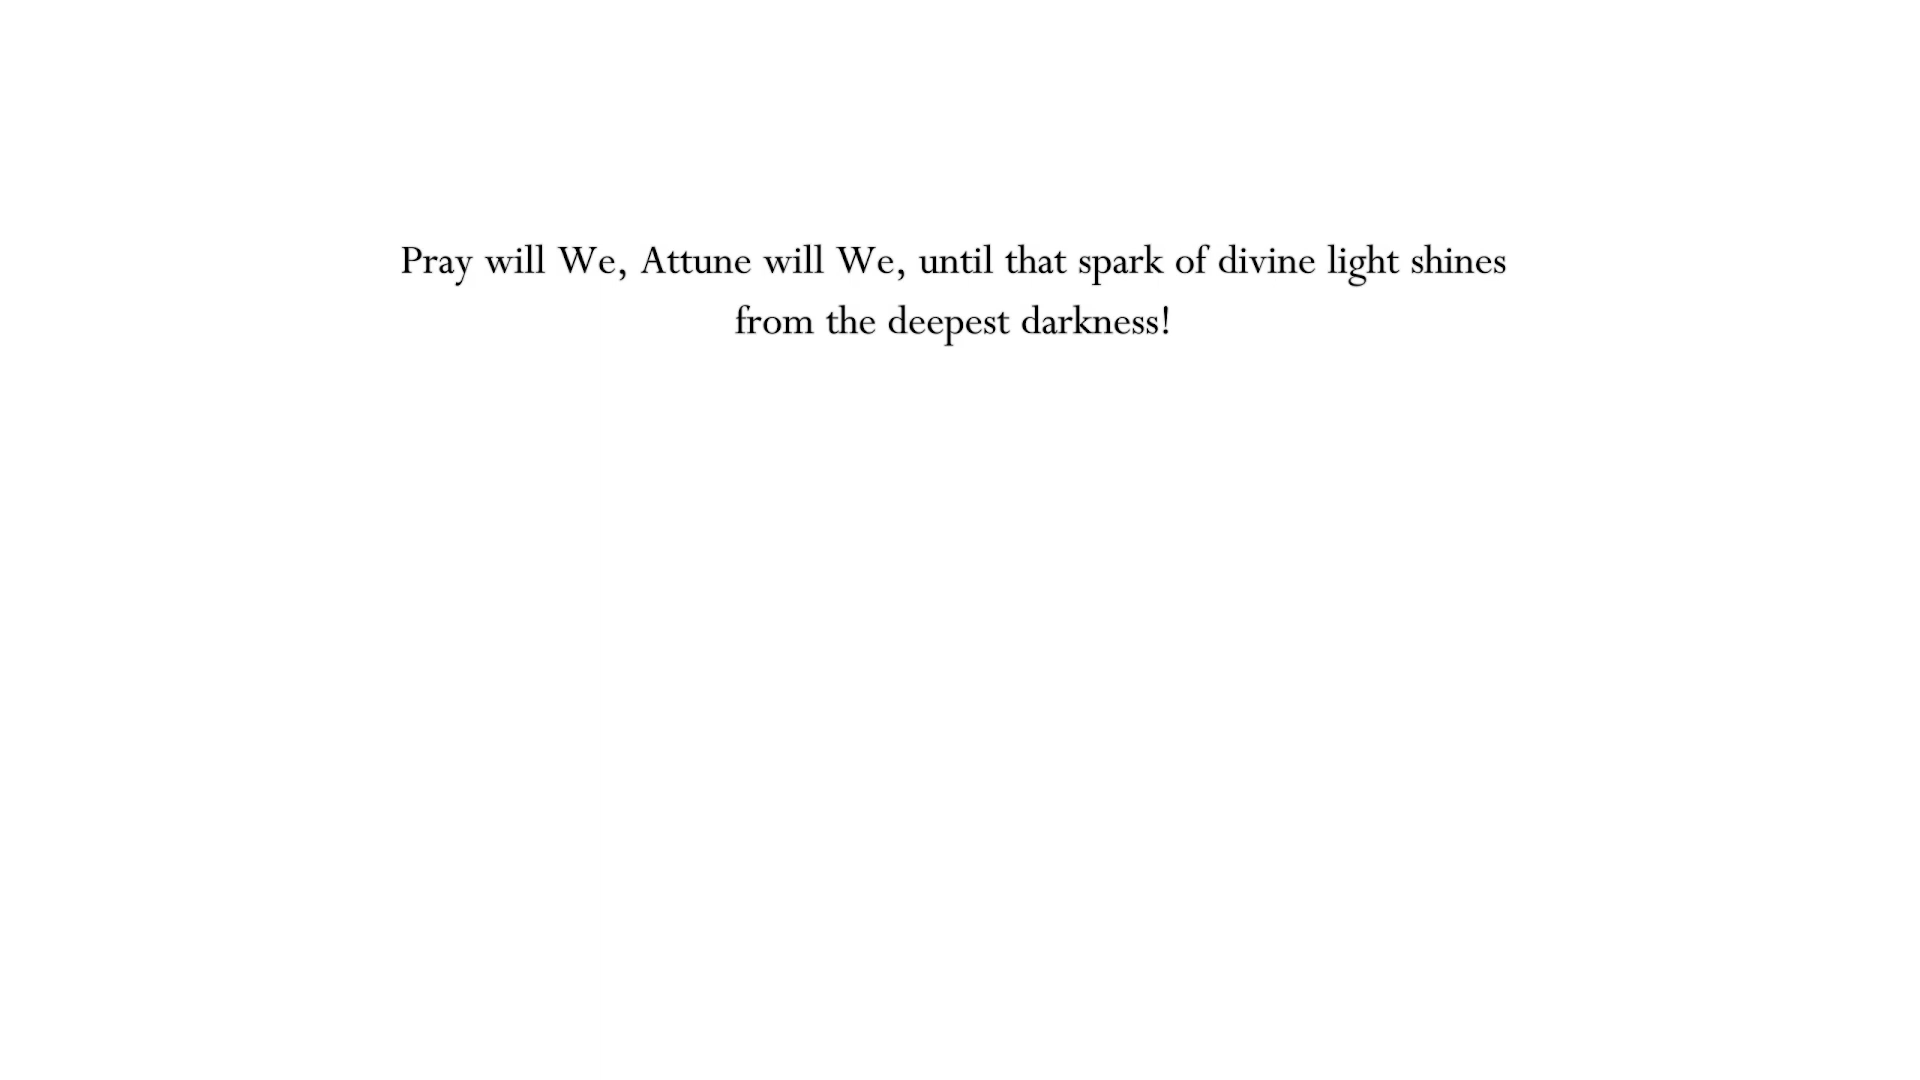 Pray will We, Attune will We, until that spark of divine light shines
from the deepest darkness!